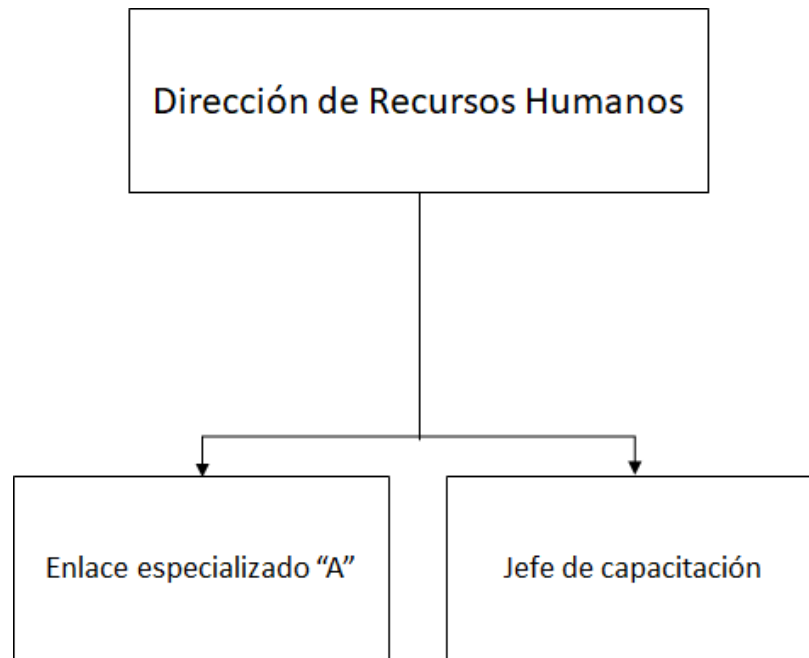 Dirección de Recursos Humanos
Enlace especializado “A”
Jefe de capacitación